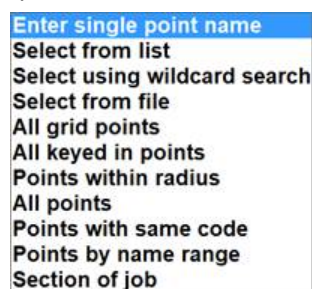 Enter single point name
Select from list
Select using wildcard search
Select from file
All grid points
All keyed in points
Points within radius
All points
Points with same code
Points by name range
Section of job